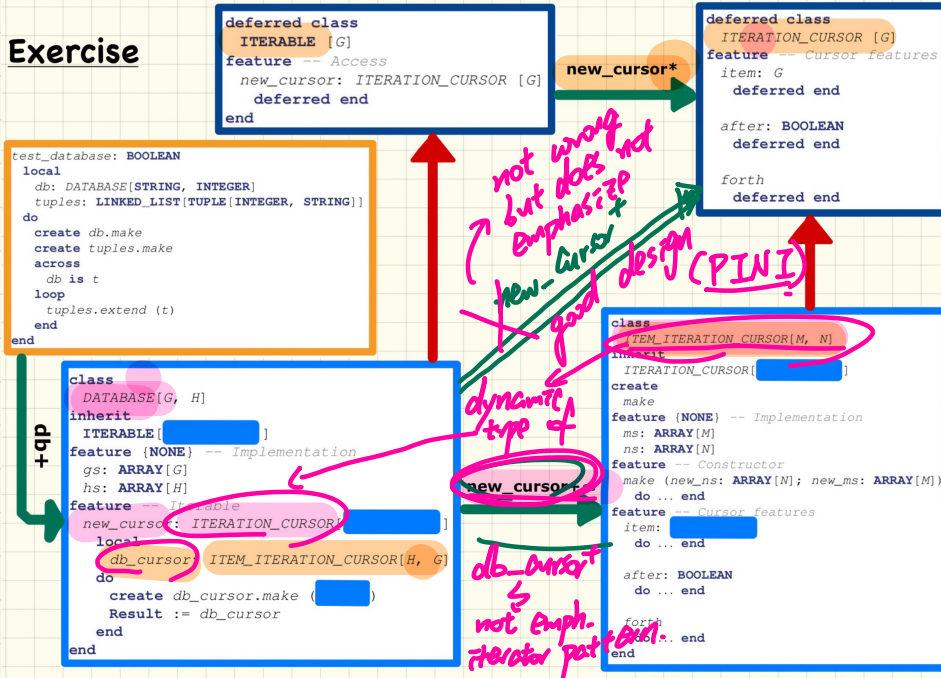 Exercise
deferred class
ITERABLE [G]
feature -- Access
new_cursor: ITERATION_CURSOR [G]
deferred end
end
new_cursor*
deferred class
ITERATION_CURSOR [G]
feature -- Cursor features
item: G
deferred end
after: BOOLEAN
deferred end
forth
deferred end
test_database: BOOLEAN
local
db: DATABASE[STRING, INTEGER]
tuples: LINKED_LIST[TUPLE[INTEGER, STRING]]
do
create db.make
create tuples.make
across
db is t
loop
tuples.extend (t)
end
end
not wrong
but does not
emphasize
new_cursor+
good design
(PINI)
db+
class
DATABASE[G, H]
inherit
ITERABLE[ ]
feature {NONE} -- Implementation
gs: ARRAY[G]
hs: ARRAY[H]
feature -- Iterable
new_cursor: ITERATION_CURSOR[ ]
local
db_cursor: ITEM_ITERATION_CURSOR[H, G]
do
create db_cursor.make ( )
Result := db_cursor
end
end
dynamic
type of
new_cursor+
db_cursor+
not emph.
iterator pattern.
class
ITEM_ITERATION_CURSOR[M, N]
inherit
ITERATION_CURSOR[ ]
create
make
feature {NONE} -- Implementation
ms: ARRAY[M]
ns: ARRAY[N]
feature -- Constructor
make (new_ns: ARRAY[N]; new_ms: ARRAY[M])
do ... end
feature -- Cursor features
item:
do ... end
after: BOOLEAN
do ... end
forth
do ... end
end